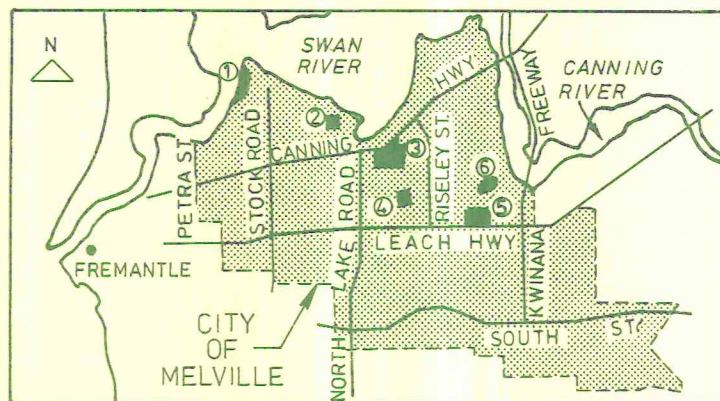 N
SWAN
RIVER
CANNING
RIVER
FREEWAY
HWY
CANNING
①
②
③
④
⑤
⑥
PETRA ST.
STOCK ROAD
NORTH LAKE ROAD
RISELEY ST.
KWINANA
LEACH HWY
FREMANTLE
CITY
OF
MELVILLE
SOUTH ST.